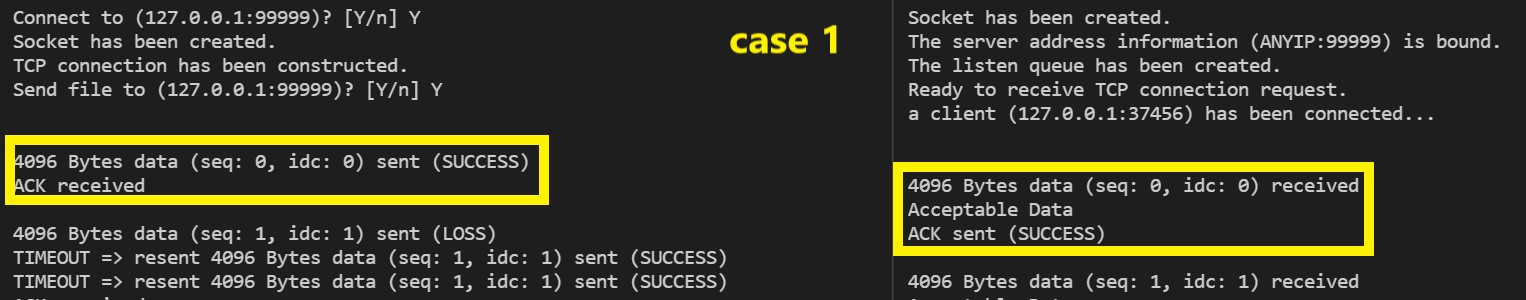 Connect to (127.0.0.1:99999)? [Y/n] Y
Socket has been created.
TCP connection has been constructed.
Send file to (127.0.0.1:99999)? [Y/n] Y
case 1
4096 Bytes data (seq: 0, idc: 0) sent (SUCCESS)
ACK received
4096 Bytes data (seq: 1, idc: 1) sent (LOSS)
TIMEOUT => resent 4096 Bytes data (seq: 1, idc: 1) sent (SUCCESS)
TIMEOUT => resent 4096 Bytes data (seq: 1, idc: 1) sent (SUCCESS)
Socket has been created.
The server address information (ANYIP:99999) is bound.
The listen queue has been created.
Ready to receive TCP connection request.
a client (127.0.0.1:37456) has been connected...
4096 Bytes data (seq: 0, idc: 0) received
Acceptable Data
ACK sent (SUCCESS)
4096 Bytes data (seq: 1, idc: 1) received